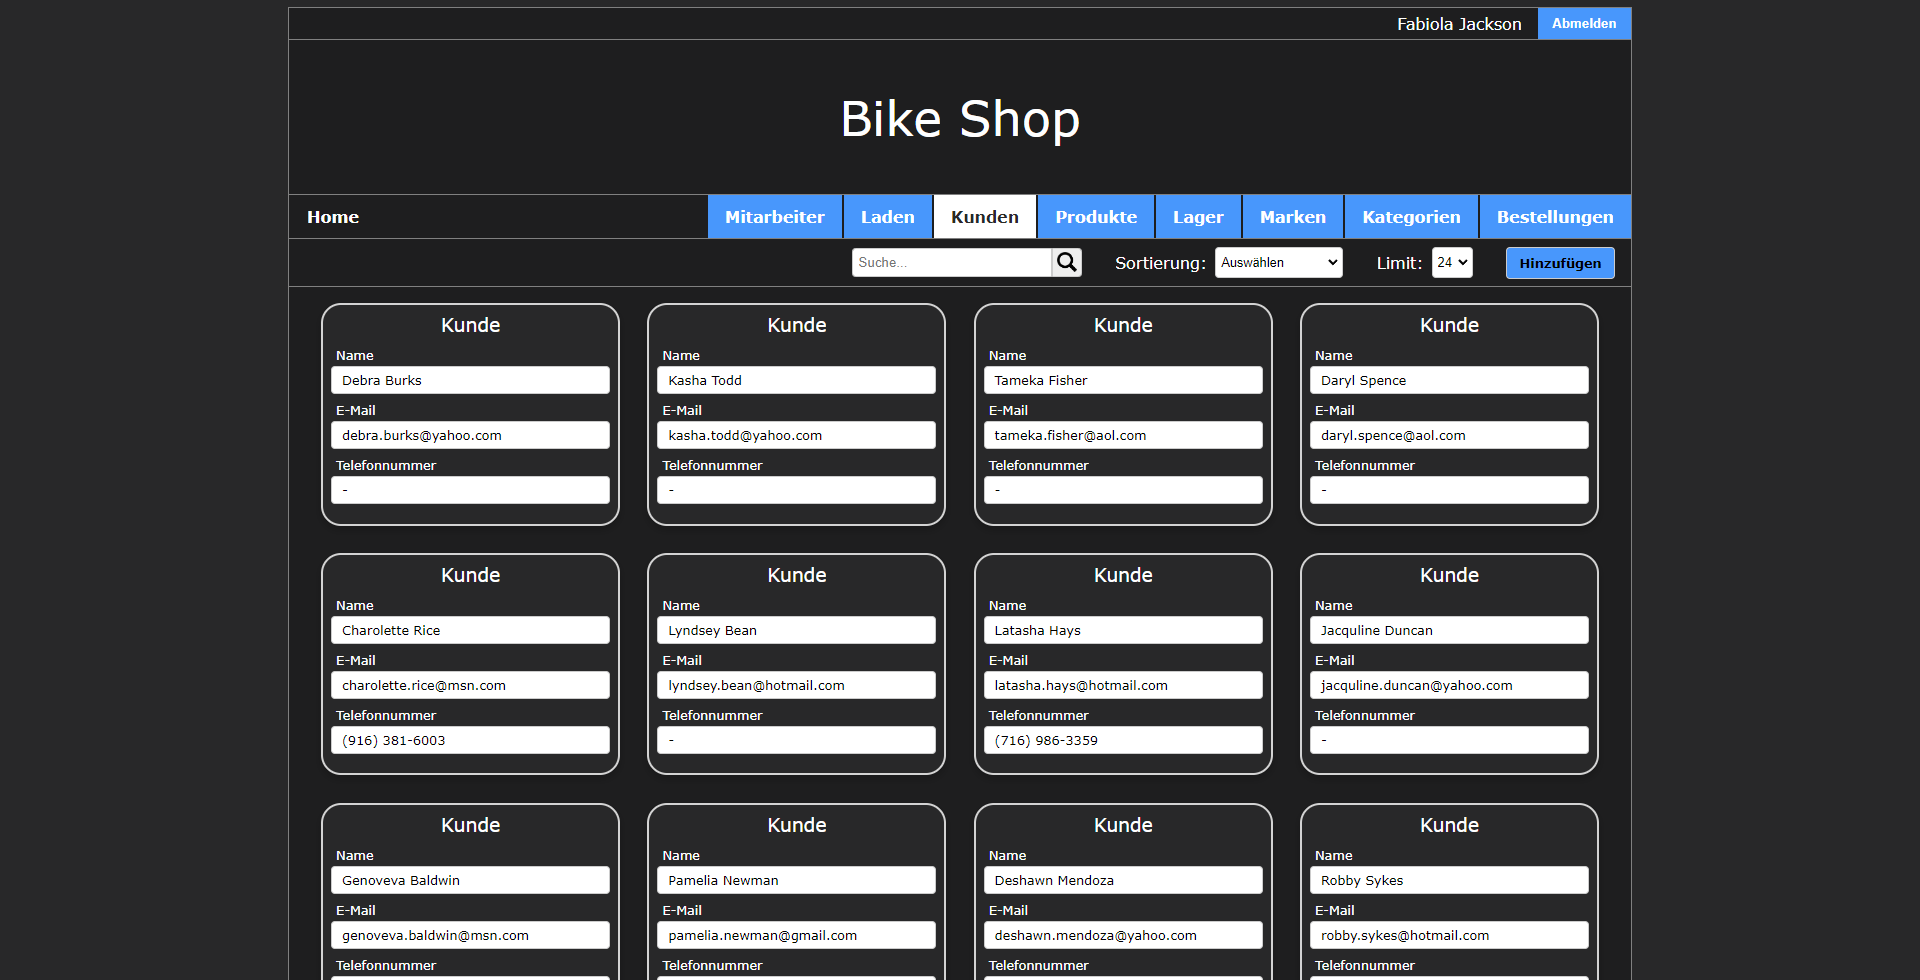 Fabiola Jackson Abmelden
Bike Shop
Home Mitarbeiter Laden Kunden Produkte Lager Marken Kategorien Bestellungen
Suche... Sortierung: Auswählen Limit: 24 Hinzufügen
Kunde Kunde Kunde Kunde
Name Name Name Name
Debra Burks Kasha Todd Tameka Fisher Daryl Spence
E-Mail E-Mail E-Mail E-Mail
debra.burks@yahoo.com kasha.todd@yahoo.com tameka.fisher@aol.com daryl.spence@aol.com
Telefonnummer Telefonnummer Telefonnummer Telefonnummer
- - - -
Kunde Kunde Kunde Kunde
Name Name Name Name
Charolette Rice Lyndsey Bean Latasha Hays Jacquline Duncan
E-Mail E-Mail E-Mail E-Mail
charolette.rice@msn.com lyndsey.bean@hotmail.com latasha.hays@hotmail.com jacquline.duncan@yahoo.com
Telefonnummer Telefonnummer Telefonnummer Telefonnummer
(916) 381-6003 - (716) 986-3359 -
Kunde Kunde Kunde Kunde
Name Name Name Name
Genoveva Baldwin Pamelia Newman Deshawn Mendoza Robby Sykes
E-Mail E-Mail E-Mail E-Mail
genoveva.baldwin@msn.com pamelia.newman@gmail.com deshawn.mendoza@yahoo.com robby.sykes@hotmail.com
Telefonnummer Telefonnummer Telefonnummer Telefonnummer